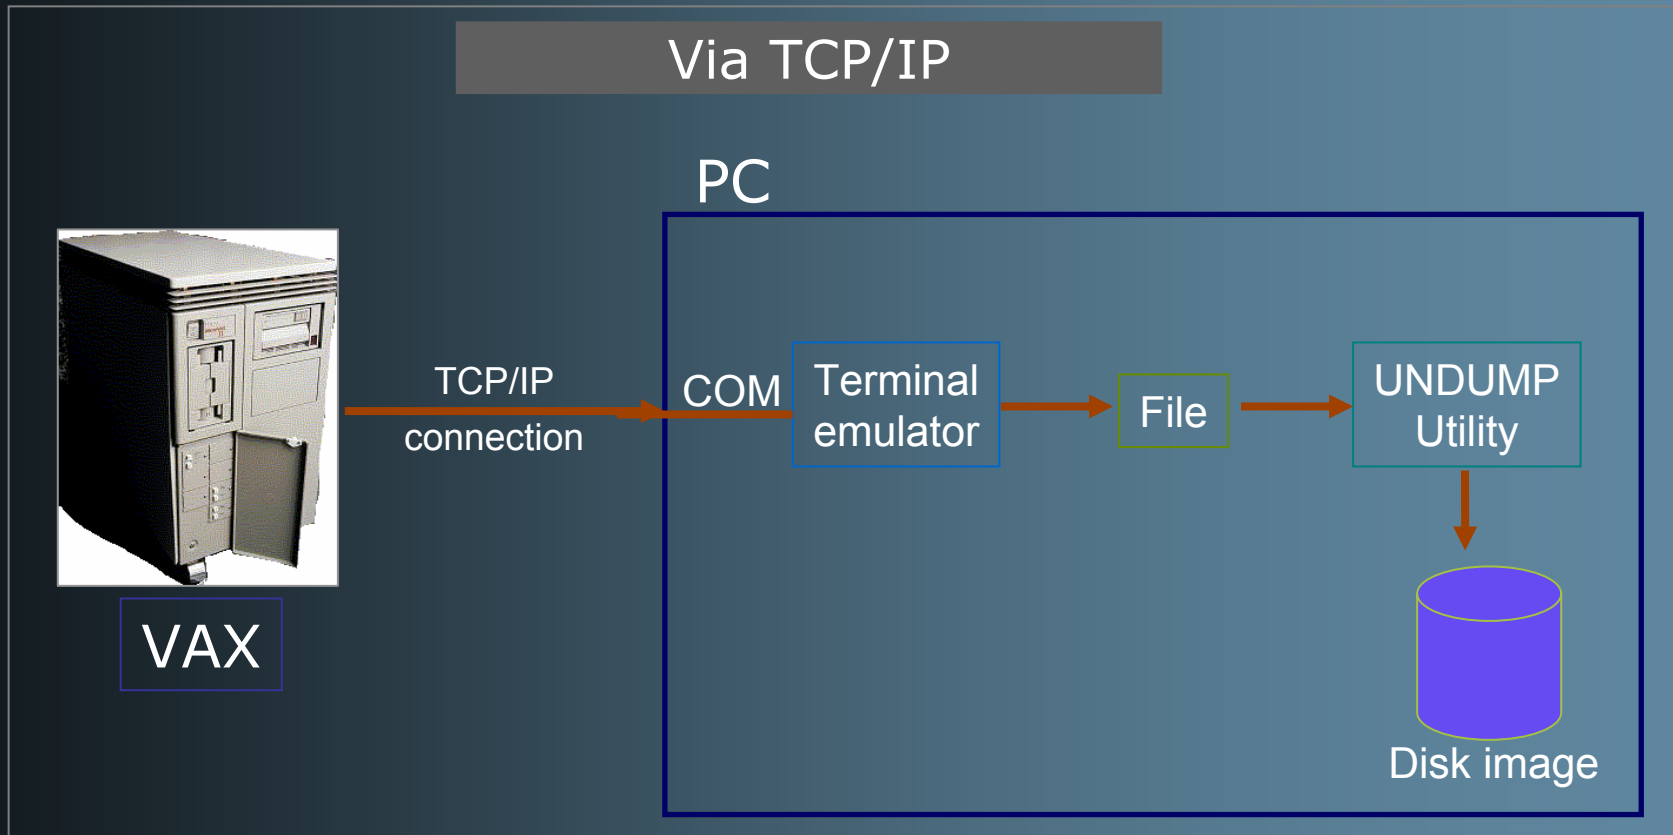 Via TCP/IP
PC
TCP/IP
connection
COM
Terminal
emulator
File
UNDUMP
Utility
VAX
Disk image